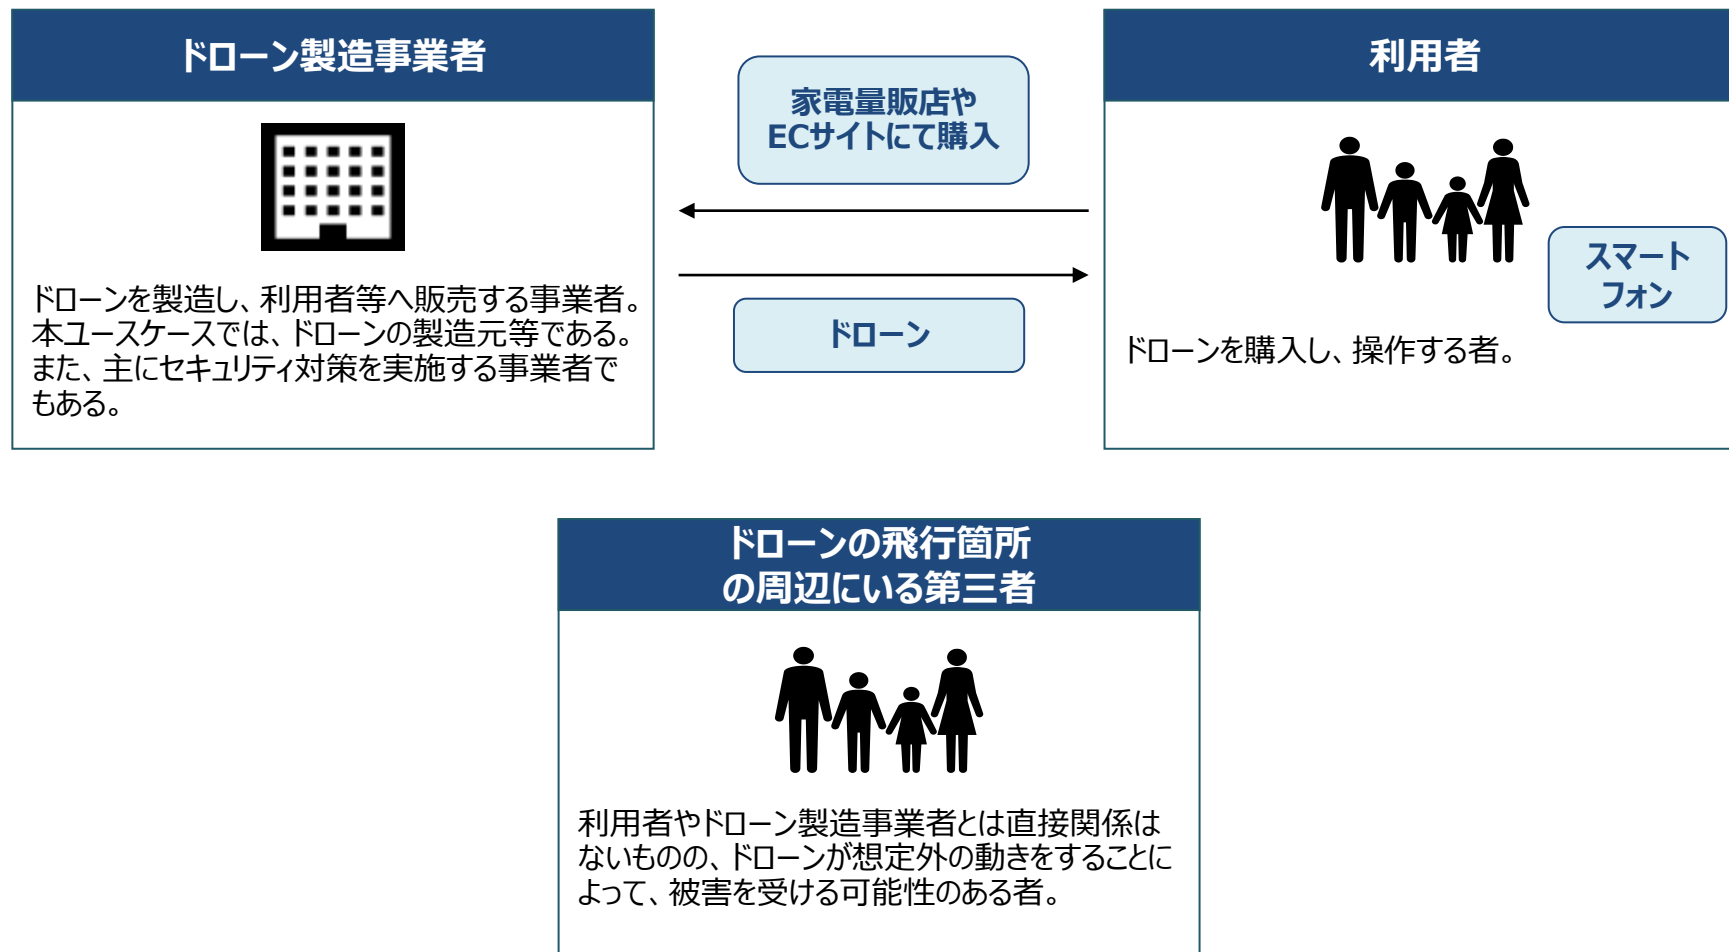 ドローン製造事業者
ドローンを製造し、利用者等へ販売する事業者。
本ユースケースでは、ドローンの製造元等である。
また、主にセキュリティ対策を実施する事業者で
もある。
家電量販店や
ECサイトにて購入
ドローン
利用者
スマート
フォン
ドローンを購入し、操作する者。
ドローンの飛行箇所
の周辺にいる第三者
利用者やドローン製造事業者とは直接関係は
ないものの、ドローンが想定外の動きをすることに
よって、被害を受ける可能性のある者。